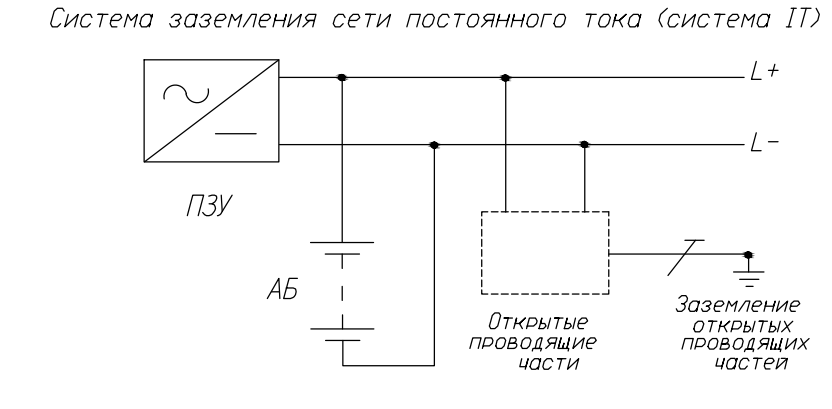 Система заземления сети постоянного тока (система IT)
L+
L-
ПЗУ
АБ
Открытые
проводящие
части
Заземление
открытых
проводящих
частей